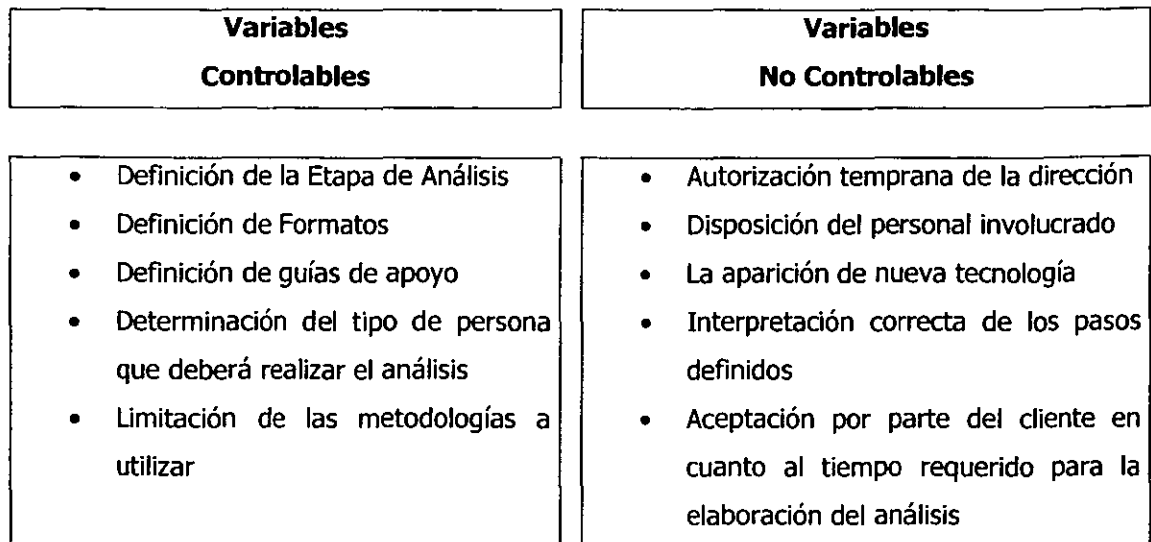 Variables
Controlables
Variables
No Controlables
• Definición de la Etapa de Análisis
• Definición de Formatos
• Definición de guías de apoyo
• Determinación del tipo de persona
que deberá realizar el análisis
• Limitación de las metodologías a
utilizar
• Autorización temprana de la dirección
• Disposición del personal involucrado
• La aparición de nueva tecnología
• Interpretación correcta de los pasos
definidos
• Aceptación por parte del cliente en
cuanto al tiempo requerido para la
elaboración del análisis